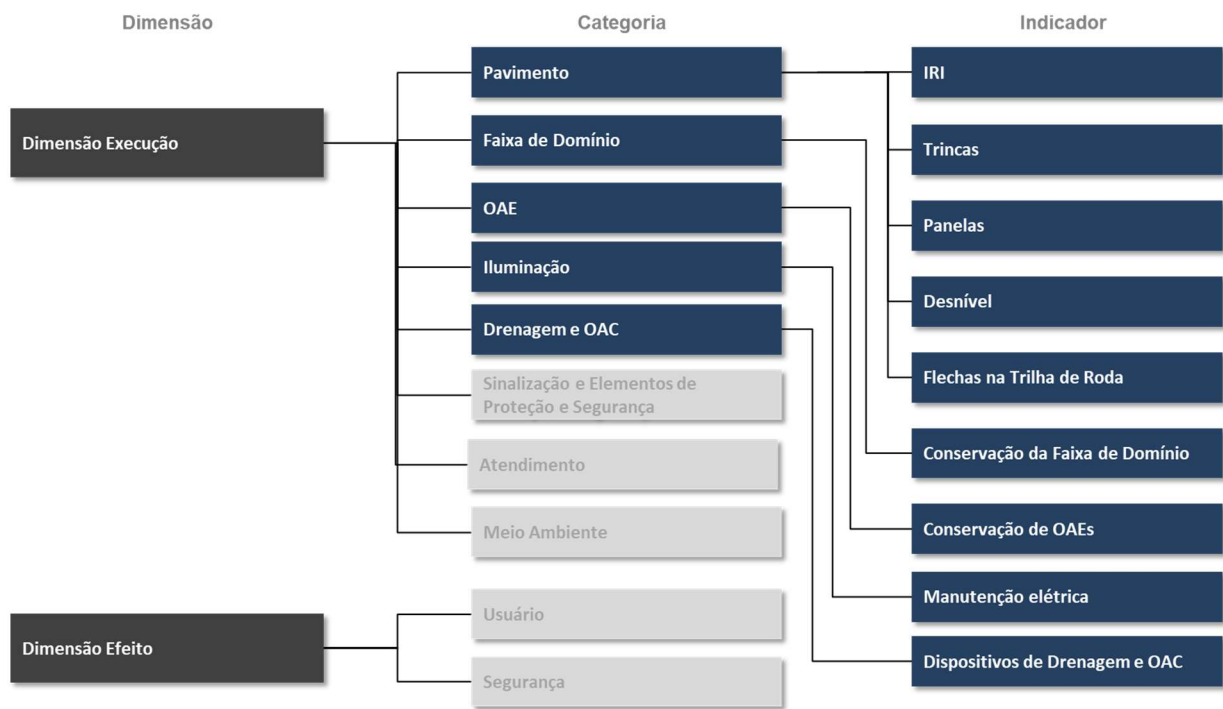 Dimensão
Categoria
Indicador
Dimensão Execução
Pavimento
Faixa de Domínio
OAE
Iluminação
Drenagem e OAC
Sinalização e Elementos de
Proteção e Segurança
Atendimento
Meio Ambiente
IRI
Trincas
Panelas
Desnível
Flechas na Trilha de Roda
Conservação da Faixa de Domínio
Conservação de OAEs
Manutenção elétrica
Dispositivos de Drenagem e OAC
Dimensão Efeito
Usuário
Segurança